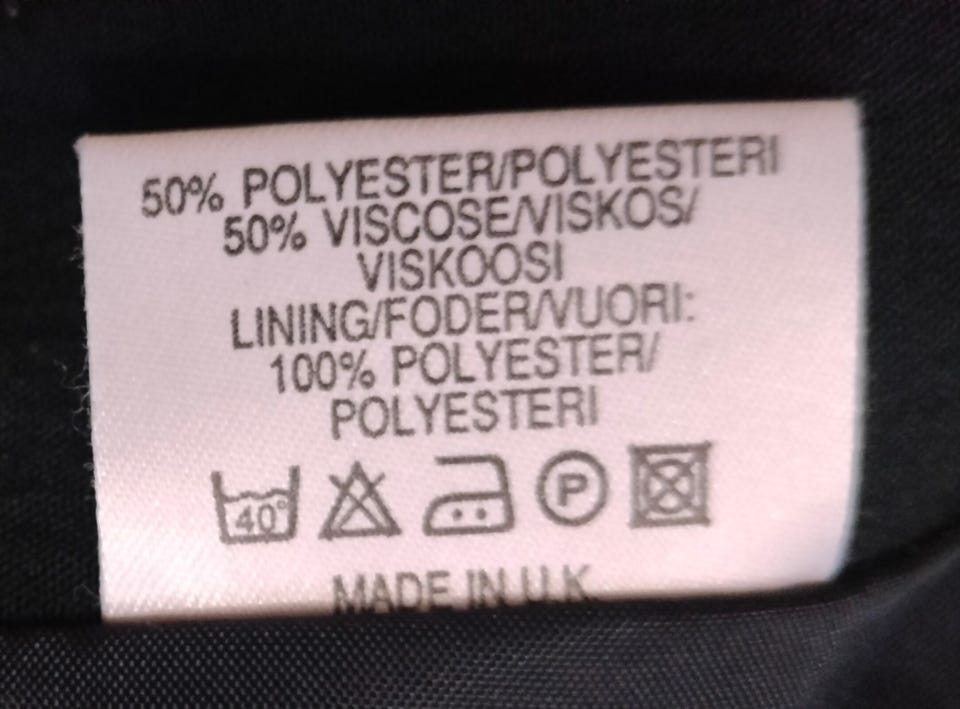 50% POLYESTER/POLYESTERI
50% VISCOSE/VISKOS/
VISKOOSI
LINING/FODER/VUORI:
100% POLYESTER/
POLYESTERI
40° P
MADE IN U.K.